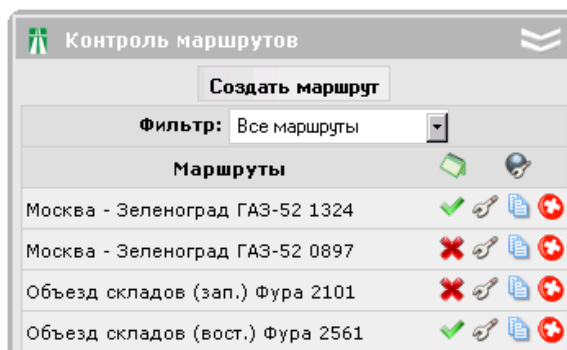 Контроль маршрутов
Создать маршрут
Фильтр: Все маршруты
Маршруты
Москва - Зеленоград ГАЗ-52 1324
Москва - Зеленоград ГАЗ-52 0897
Объезд складов (зап.) Фура 2101
Объезд складов (вост.) Фура 2561